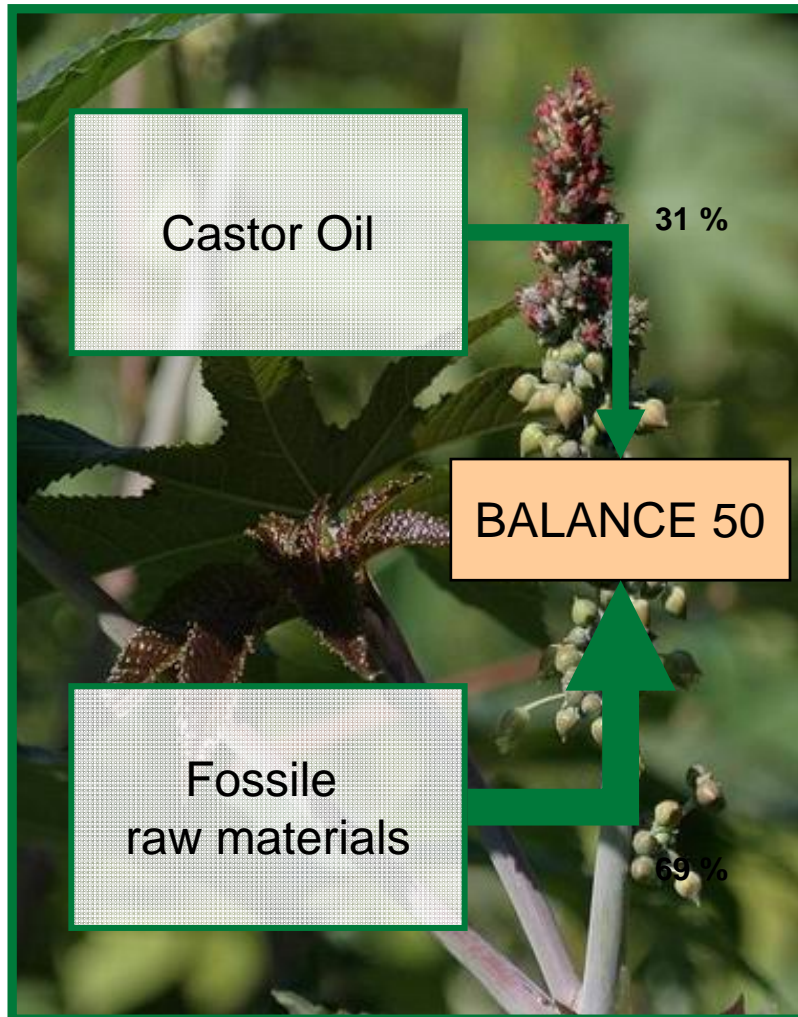 Castor Oil
31 %
BALANCE 50
Fossile
raw materials
69 %